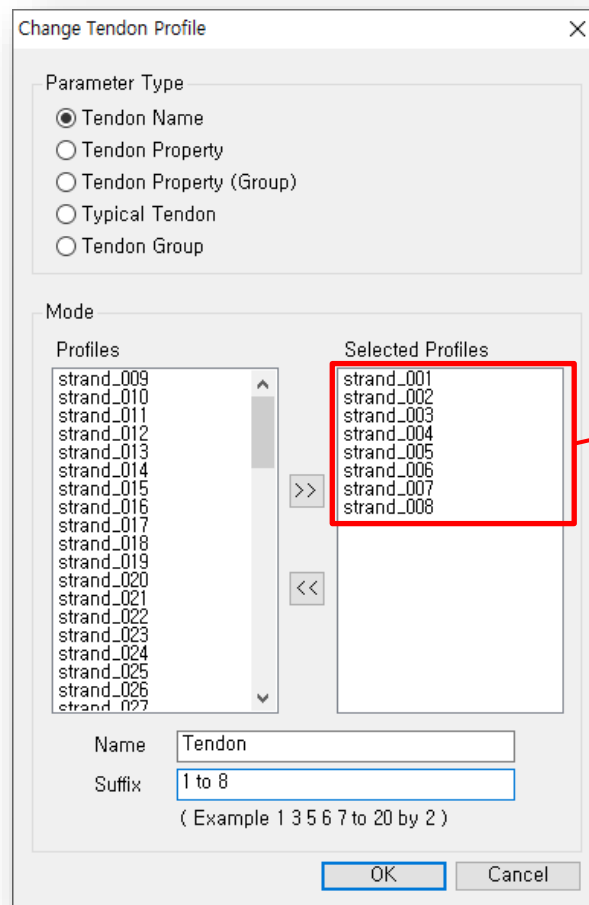 Change Tendon Profile
Parameter Type
Tendon Name
Tendon Property
Tendon Property (Group)
Typical Tendon
Tendon Group
Mode
Profiles
strand_009
strand_010
strand_011
strand_012
strand_013
strand_014
strand_015
strand_016
strand_017
strand_018
strand_019
strand_020
strand_021
strand_022
strand_023
strand_024
strand_025
strand_026
strand_027
>>
<<
Selected Profiles
strand_001
strand_002
strand_003
strand_004
strand_005
strand_006
strand_007
strand_008
Name Tendon
Suffix 1 to 8
( Example 1 3 5 6 7 to 20 by 2 )
OK Cancel